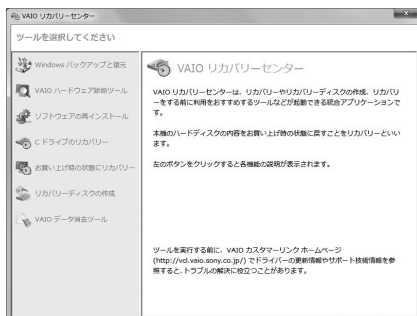 VAIO リカバリーセンター
ツールを選択してください
Windows バックアップと復元
VAIO ハードウェア診断ツール
ソフトウェアの再インストール
C ドライブのリカバリー
お買い上げ時の状態にリカバリー
リカバリーディスクの作成
VAIO データ消去ツール
VAIO リカバリーセンター
VAIO リカバリーセンターは、リカバリーやリカバリーディスクの作成、リカバリ
ーをする前に利用をおすすめするツールなどが起動できる統合アプリケーションで
す。
本機のハードディスクの内容をお買い上げ時の状態に戻すことをリカバリーといい
ます。
左のボタンをクリックすると各機能の説明が表示されます。
ツールを実行する前に、VAIO カスタマーリンク ホームページ
(http://vcl.vaio.sony.co.jp/) でドライバーの更新情報やサポート技術情報を参
照すると、トラブルの解決に役立つことがあります。